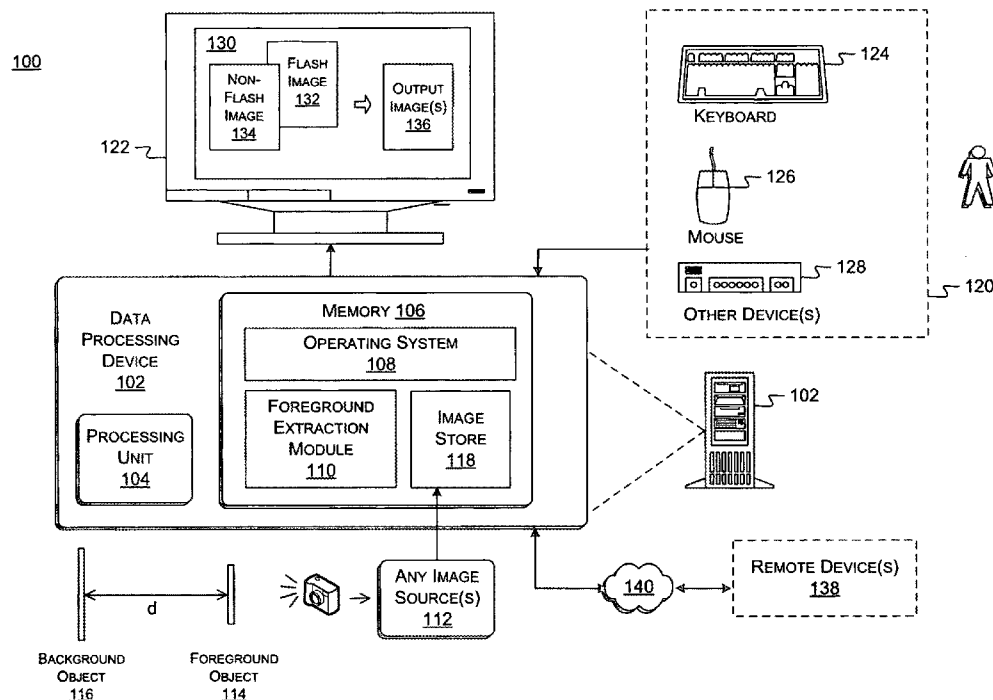 100
130
FLASH
IMAGE
132
NON-
FLASH
IMAGE
134
OUTPUT
IMAGE(S)
136
122
124
KEYBOARD
126
MOUSE
128
OTHER DEVICE(S)
120
DATA
PROCESSING
DEVICE
102
PROCESSING
UNIT
104
MEMORY 106
OPERATING SYSTEM
108
FOREGROUND
EXTRACTION
MODULE
110
IMAGE
STORE
118
102
d
BACKGROUND
OBJECT
116
FOREGROUND
OBJECT
114
ANY IMAGE
SOURCE(S)
112
140
REMOTE DEVICE(S)
138